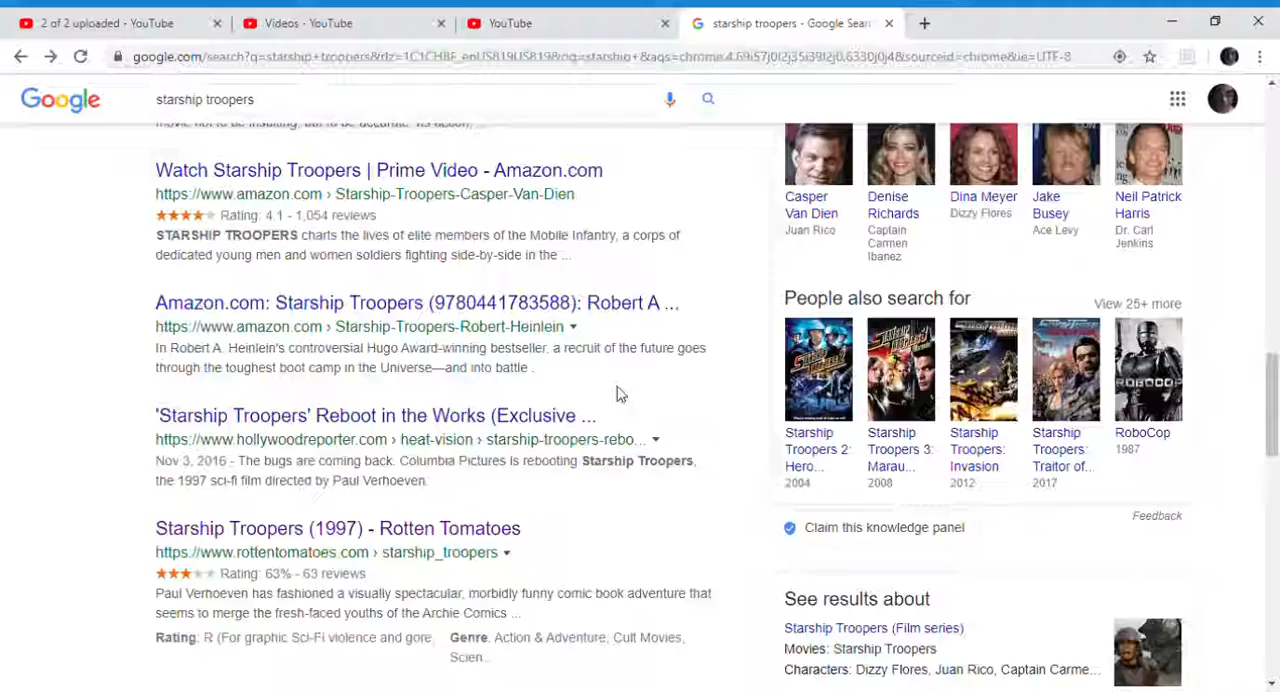 2 of 2 uploaded - YouTube
Videos - YouTube
YouTube
starship troopers - Google Sear
Google
starship troopers
Watch Starship Troopers | Prime Video - Amazon.com
https://www.amazon.com › Starship-Troopers-Casper-Van-Dien
Rating: 4.1 - 1,054 reviews
STARSHIP TROOPERS charts the lives of elite members of the Mobile Infantry, a corps of
dedicated young men and women soldiers fighting side-by-side in the ...
Amazon.com: Starship Troopers (9780441783588): Robert A ...
https://www.amazon.com › Starship-Troopers-Robert-Heinlein
In Robert A. Heinlein's controversial Hugo Award-winning bestseller, a recruit of the future goes
through the toughest boot camp in the Universe—and into battle .
'Starship Troopers' Reboot in the Works (Exclusive ...
https://www.hollywoodreporter.com › heat-vision › starship-troopers-rebo...
Nov 3, 2016 - The bugs are coming back. Columbia Pictures is rebooting Starship Troopers,
the 1997 sci-fi film directed by Paul Verhoeven.
Starship Troopers (1997) - Rotten Tomatoes
https://www.rottentomatoes.com › starship_troopers
Rating: 63% - 63 reviews
Paul Verhoeven has fashioned a visually spectacular, morbidly funny comic book adventure that
seems to merge the fresh-faced youths of the Archie Comics ...
Rating: R (For graphic Sci-Fi violence and gore, Genre: Action & Adventure, Cult Movies,
Scien...
Casper
Van Dien
Juan Rico
Denise
Richards
Captain
Carmen
Ibanez
Dina Meyer
Dizzy Flores
Jake
Busey
Ace Levy
Neil Patrick
Harris
Dr. Carl
Jenkins
People also search for
View 25+ more
ROBOCOP
Starship
Troopers 2:
Hero...
2004
Starship
Troopers 3:
Marau...
2008
Starship
Troopers:
Invasion
2012
Starship
Troopers:
Traitor of...
2017
RoboCop
1987
Feedback
Claim this knowledge panel
See results about
Starship Troopers (Film series)
Movies: Starship Troopers
Characters: Dizzy Flores, Juan Rico, Captain Carme...